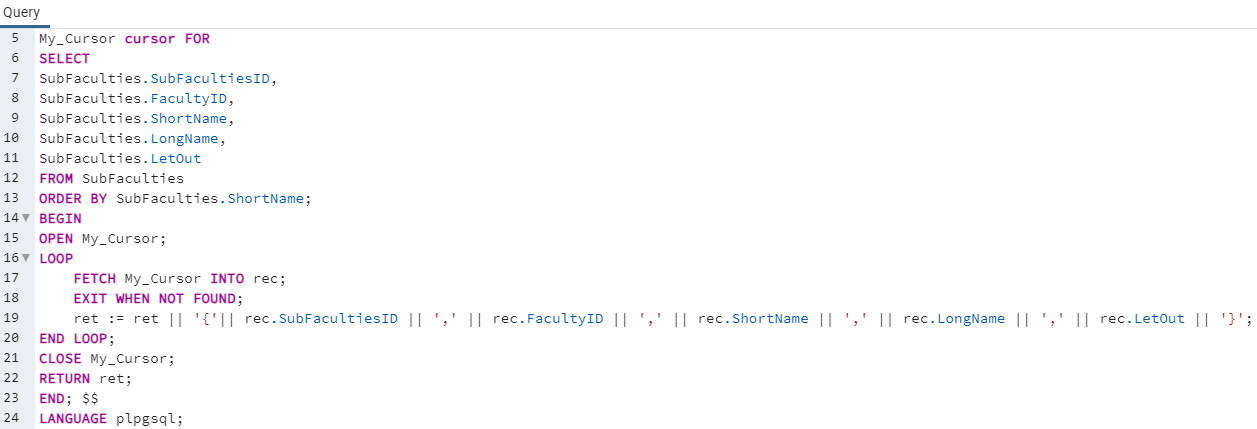 Query
5 My_Cursor cursor FOR
6 SELECT
7 SubFaculties.SubFacultiesID,
8 SubFaculties.FacultyID,
9 SubFaculties.ShortName,
10 SubFaculties.LongName,
11 SubFaculties.LetOut
12 FROM SubFaculties
13 ORDER BY SubFaculties.ShortName;
14 BEGIN
15 OPEN My_Cursor;
16 LOOP
17     FETCH My_Cursor INTO rec;
18     EXIT WHEN NOT FOUND;
19     ret := ret || '{'|| rec.SubFacultiesID || ',' || rec.FacultyID || ',' || rec.ShortName || ',' || rec.LongName || ',' || rec.LetOut || '}';
20 END LOOP;
21 CLOSE My_Cursor;
22 RETURN ret;
23 END; $$
24 LANGUAGE plpgsql;